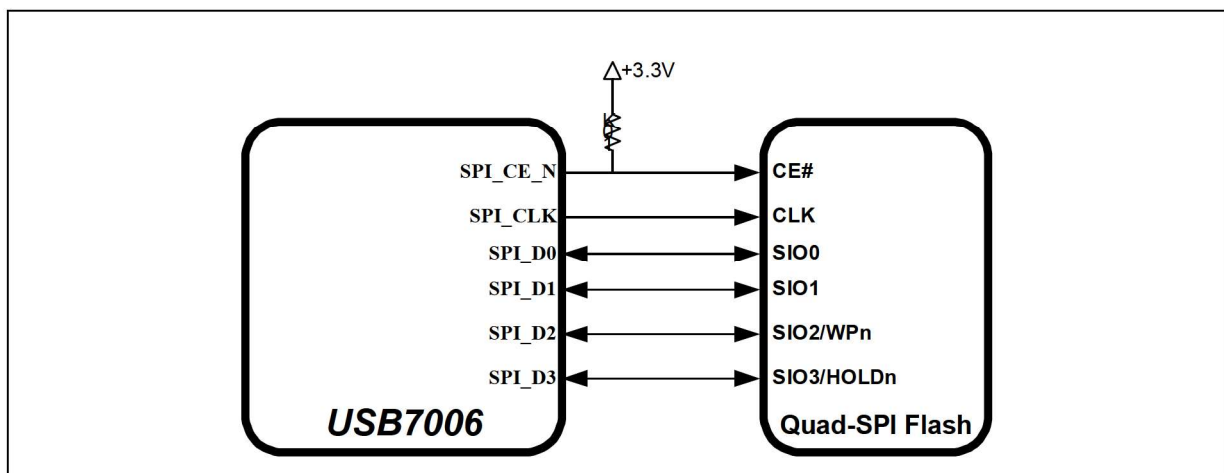 +3.3V
SPI_CE_N CE#
SPI_CLK CLK
SPI_D0 SIO0
SPI_D1 SIO1
SPI_D2 SIO2/WPn
SPI_D3 SIO3/HOLDn
USB7006 Quad-SPI Flash